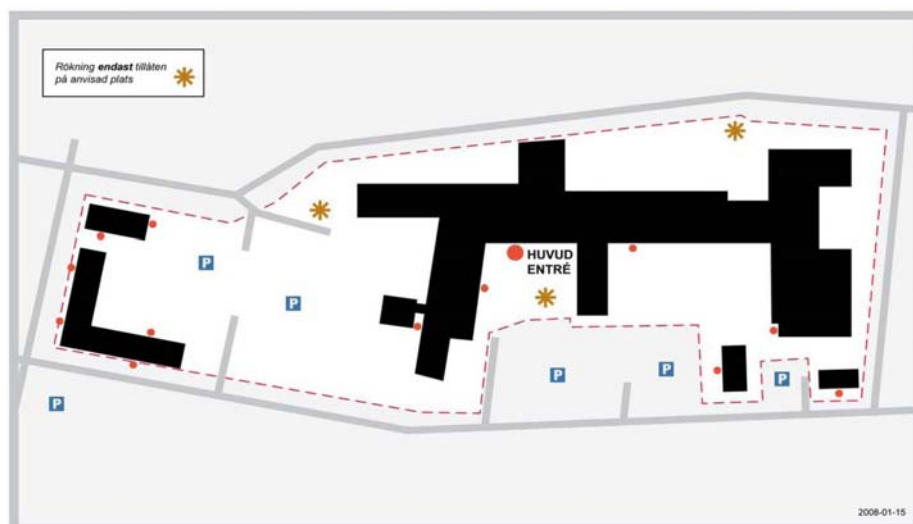 Rökning endast tillåten
på anvisad plats
HUVUD
ENTRÉ
P
P
P
P
P
P
2008-01-15